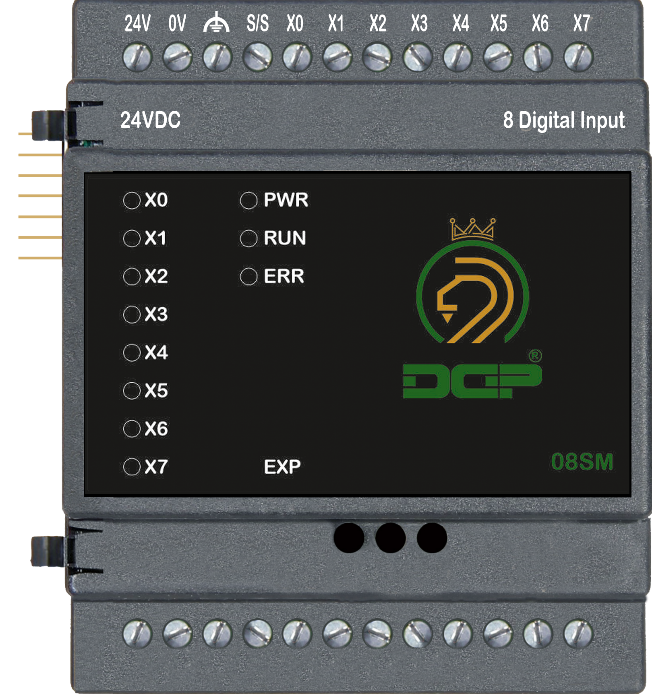 24V 0V S/S X0 X1 X2 X3 X4 X5 X6 X7
24VDC 8 Digital Input
X0 PWR
X1 RUN
X2 ERR
X3
X4
X5
X6
X7 EXP
DCP®
08SM